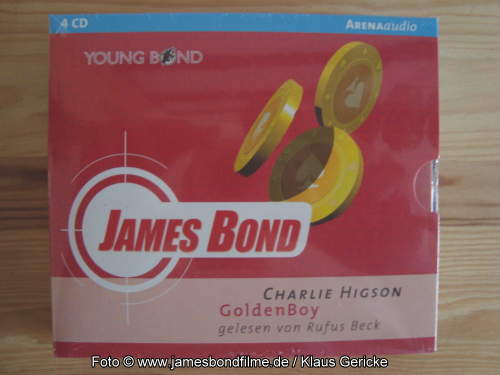 4 CD
ARENAaudio
YOUNG BOND
JAMES BOND
CHARLIE HIGSON
GoldenBoy
gelesen von Rufus Beck
Foto © www.jamesbondfilme.de / Klaus Gericke